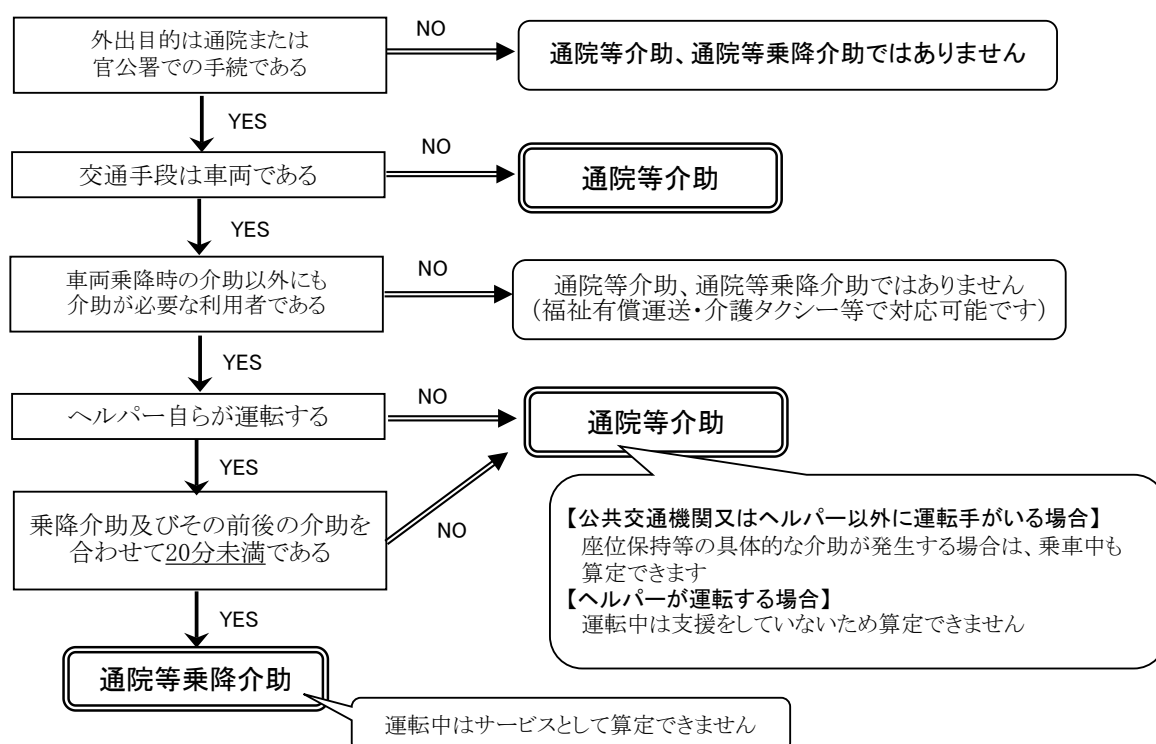 外出目的は通院または
官公署での手続である
NO
通院等介助、通院等乗降介助ではありません
YES
交通手段は車両である
NO
通院等介助
YES
車両乗降時の介助以外にも
介助が必要な利用者である
NO
通院等介助、通院等乗降介助ではありません
（福祉有償運送・介護タクシー等で対応可能です）
YES
ヘルパー自らが運転する
NO
通院等介助
YES
乗降介助及びその前後の介助を
合わせて20分未満である
NO
【公共交通機関又はヘルパー以外に運転手がいる場合】
座位保持等の具体的な介助が発生する場合は、乗車中も
算定できます
【ヘルパーが運転する場合】
運転中は支援をしていないため算定できません
YES
通院等乗降介助
運転中はサービスとして算定できません